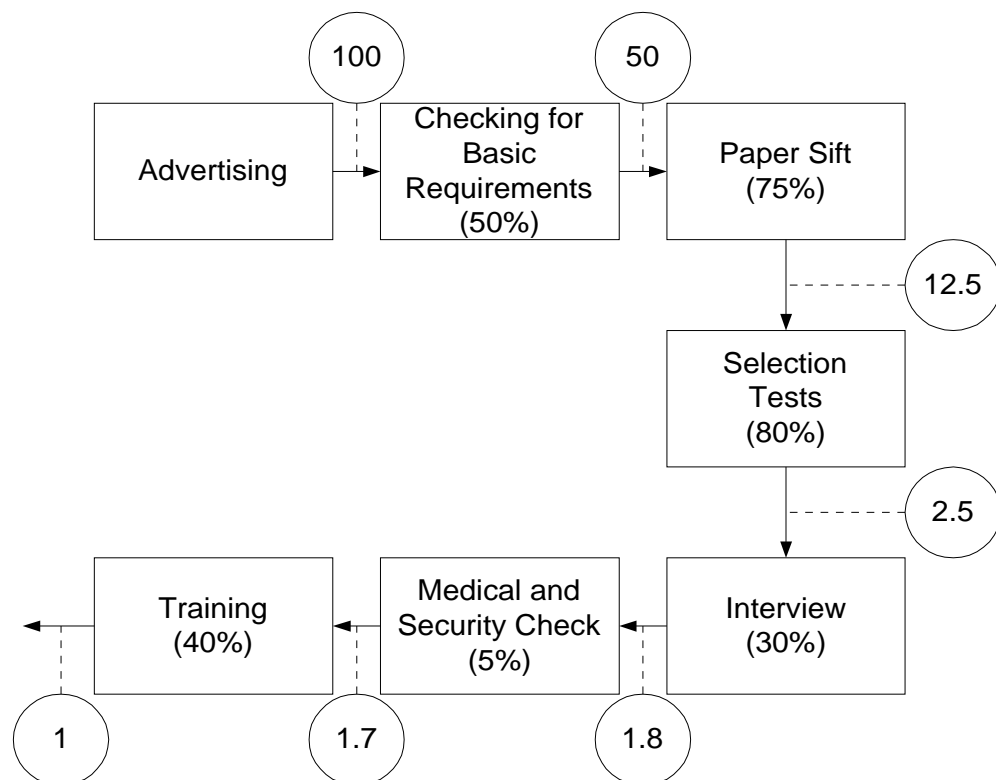 100
50
Advertising
Checking for
Basic
Requirements
(50%)
Paper Sift
(75%)
12.5
Selection
Tests
(80%)
2.5
Interview
(30%)
Medical and
Security Check
(5%)
Training
(40%)
1.8
1.7
1